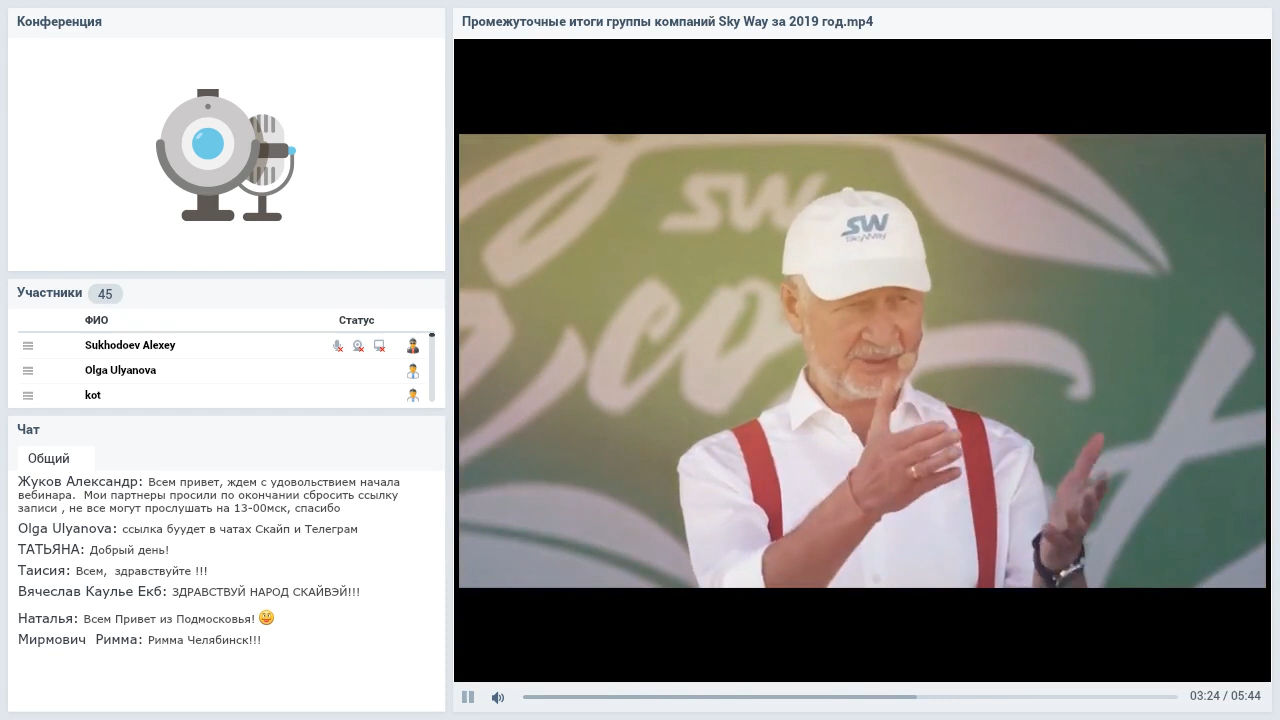 Конференция
Промежуточные итоги группы компаний Sky Way за 2019 год.mp4
sw
.co
SW
SkyWay
Участники 45
ФИО Статус
Sukhodoev Alexey
Olga Ulyanova
kot
Чат
Общий
Жуков Александр: Всем привет, ждем с удовольствием начала
вебинара.  Мои партнеры просили по окончании сбросить ссылку
записи , не все могут прослушать на 13-00мск, спасибо
Olga Ulyanova: ссылка буудет в чатах Скайп и Телеграм
ТАТЬЯНА: Добрый день!
Таисия: Всем,  здравствуйте !!!
Вячеслав Каулье Екб: ЗДРАВСТВУЙ НАРОД СКАЙВЭЙ!!!
Наталья: Всем Привет из Подмосковья!
Мирмович  Римма: Римма Челябинск!!!
03:24 / 05:44